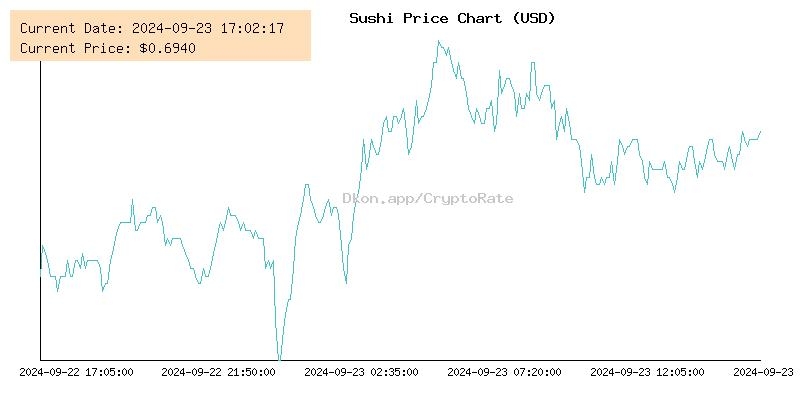 Sushi Price Chart (USD)
Current Date: 2024-09-23 17:02:17
Current Price: $0.6940
Dkon.app/CryptoRate
2024-09-22 17:05:00 2024-09-22 21:50:00 2024-09-23 02:35:00 2024-09-23 07:20:00 2024-09-23 12:05:00 2024-09-23